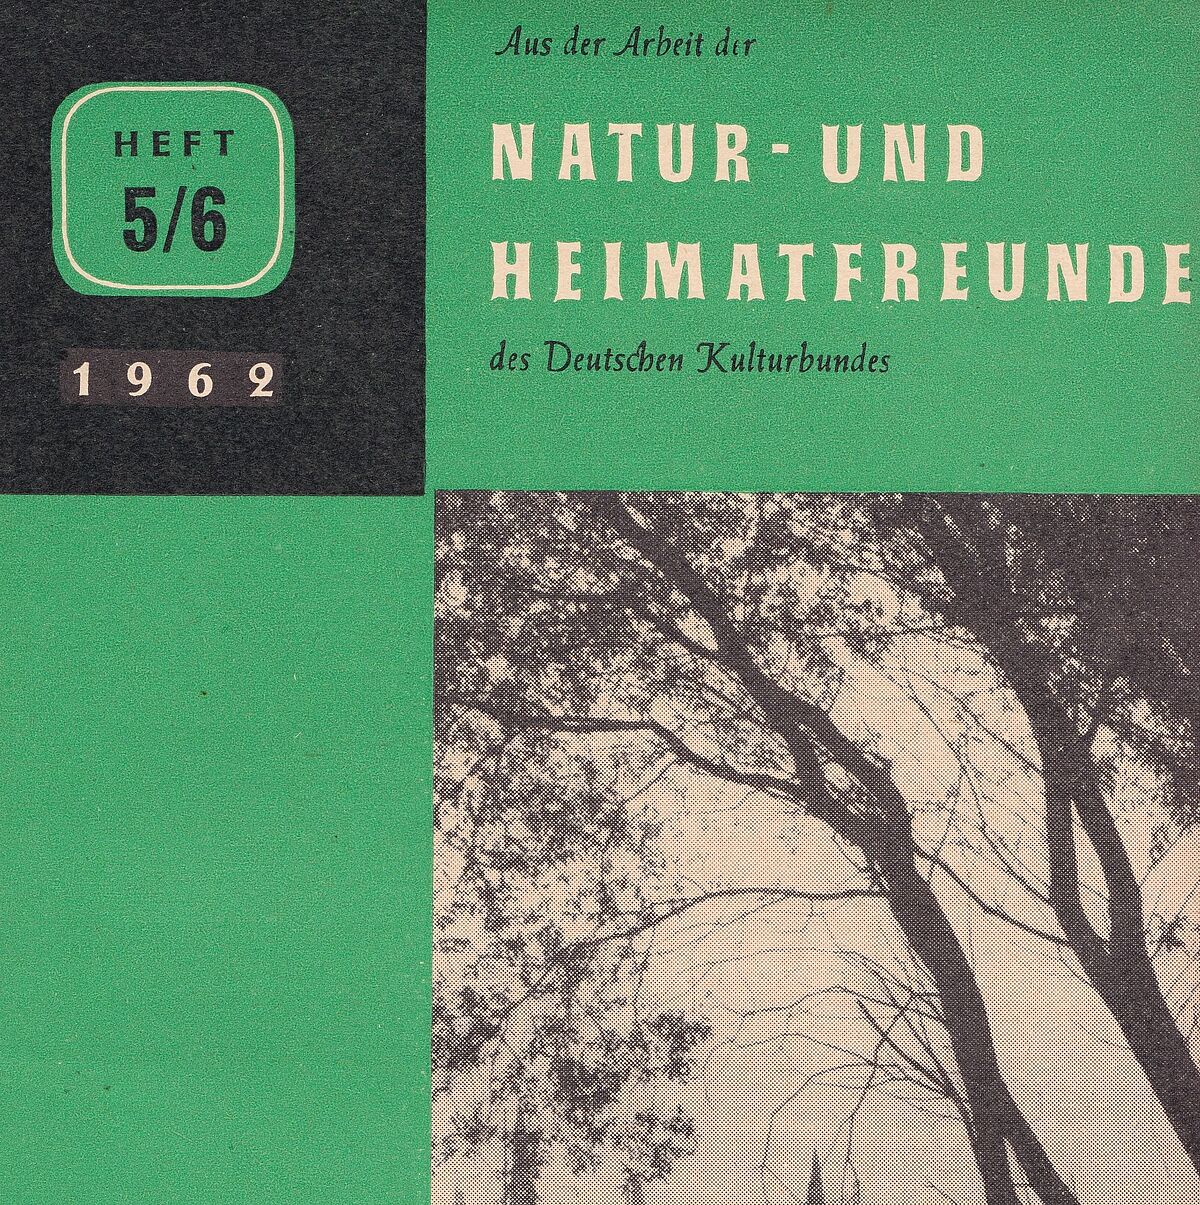 HEFT
5/6
1962
Aus der Arbeit der
NATUR- UND
HEIMATFREUNDE
des Deutschen Kulturbundes